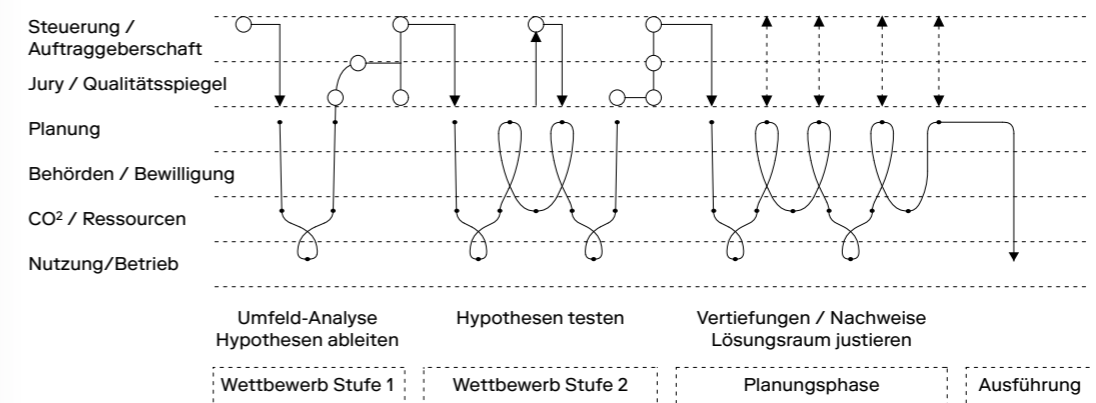 Steuerung /
Auftraggeberschaft
Jury / Qualitätsspiegel
Planung
Behörden / Bewilligung
CO² / Ressourcen
Nutzung/Betrieb
Umfeld-Analyse
Hypothesen ableiten
Hypothesen testen
Vertiefungen / Nachweise
Lösungsraum justieren
Wettbewerb Stufe 1
Wettbewerb Stufe 2
Planungsphase
Ausführung